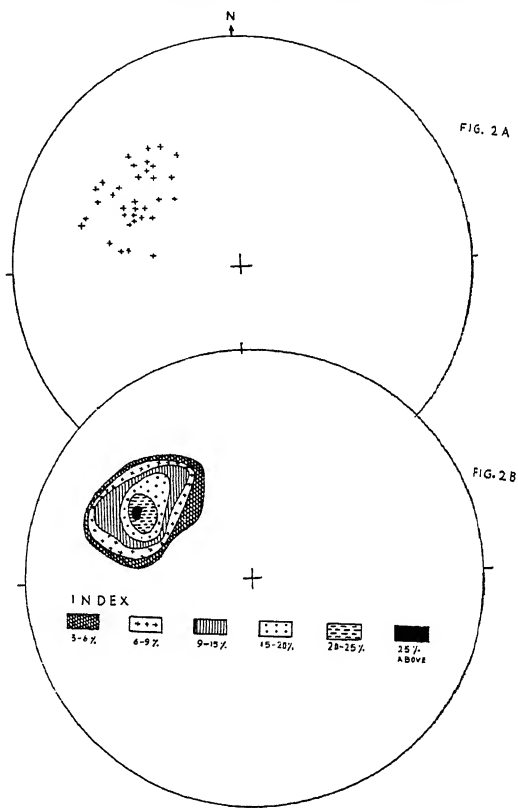 N
FIG. 2A
FIG. 2B
INDEX
3-6%
6-9%
9-15%
15-20%
20-25%
25%
ABOVE